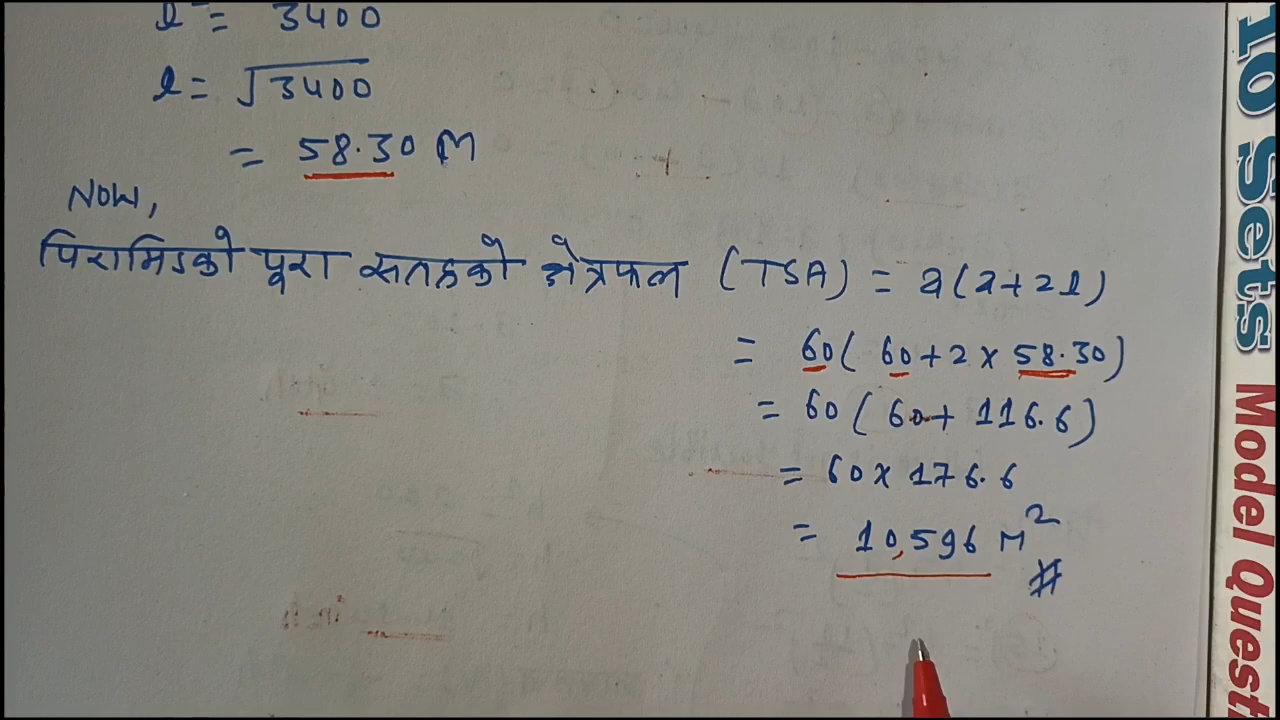 l² = 3400
l = √3400
= 58.30 M
Now,
पिरामिडको पूरा सतहको क्षेत्रफल (TSA) = a(a+2l)
= 60( 60+2 × 58.30)
= 60 ( 60+ 116.6)
= 60 × 176.6
= 10,596 M²
#
10 Sets Model Quest